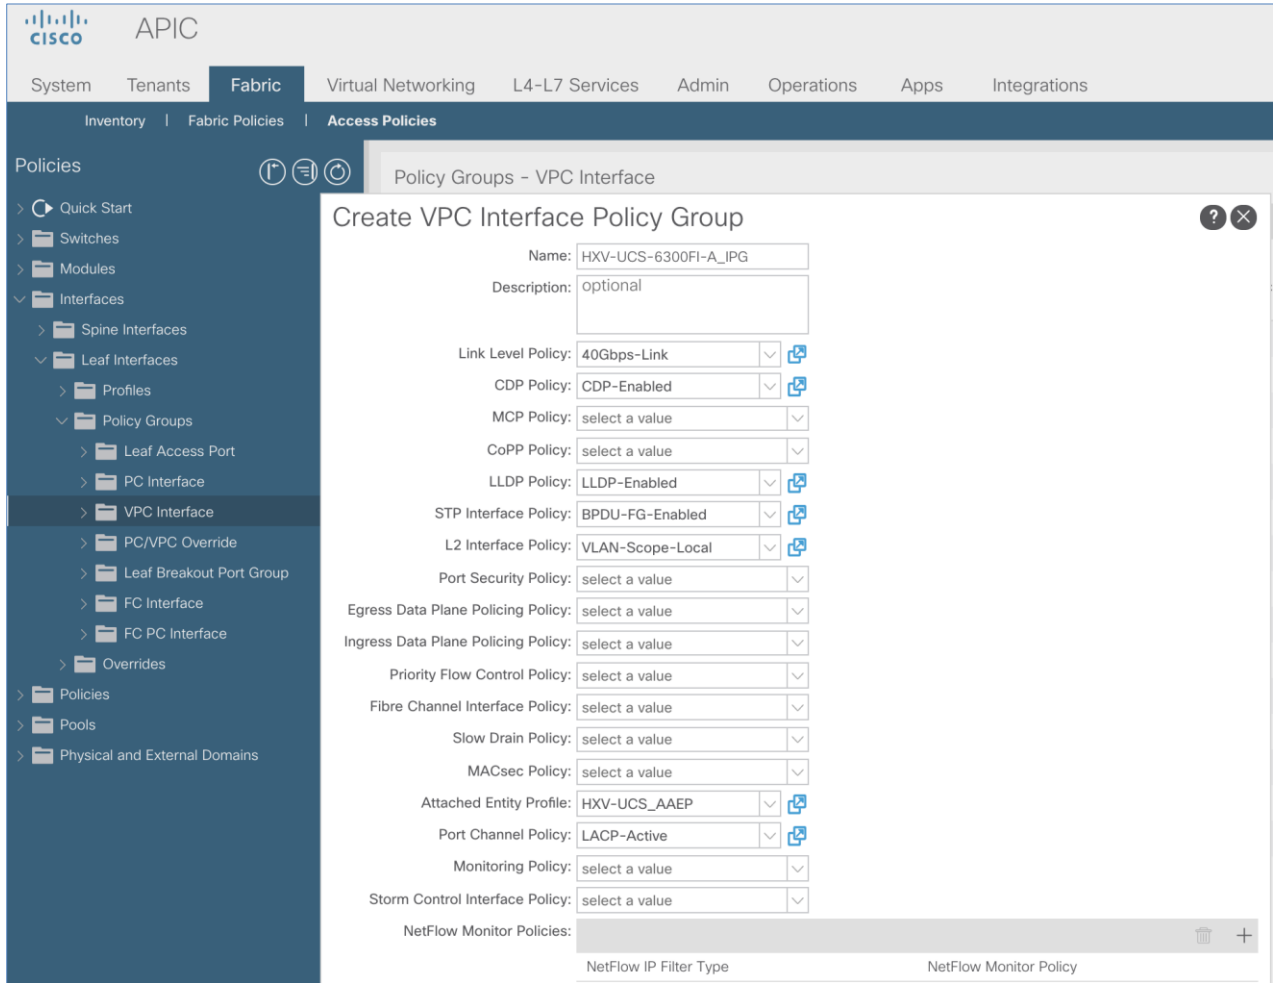 CISCO APIC
System Tenants Fabric Virtual Networking L4-L7 Services Admin Operations Apps Integrations
Inventory | Fabric Policies | Access Policies
Policies
Quick Start
Switches
Modules
Interfaces
Spine Interfaces
Leaf Interfaces
Profiles
Policy Groups
Leaf Access Port
PC Interface
VPC Interface
PC/VPC Override
Leaf Breakout Port Group
FC Interface
FC PC Interface
Overrides
Policies
Pools
Physical and External Domains
Policy Groups - VPC Interface
Create VPC Interface Policy Group ?
Name: HXV-UCS-6300FI-A_IPG
Description: optional
Link Level Policy: 40Gbps-Link
CDP Policy: CDP-Enabled
MCP Policy: select a value
CoPP Policy: select a value
LLDP Policy: LLDP-Enabled
STP Interface Policy: BPDU-FG-Enabled
L2 Interface Policy: VLAN-Scope-Local
Port Security Policy: select a value
Egress Data Plane Policing Policy: select a value
Ingress Data Plane Policing Policy: select a value
Priority Flow Control Policy: select a value
Fibre Channel Interface Policy: select a value
Slow Drain Policy: select a value
MACsec Policy: select a value
Attached Entity Profile: HXV-UCS_AAEP
Port Channel Policy: LACP-Active
Monitoring Policy: select a value
Storm Control Interface Policy: select a value
NetFlow Monitor Policies:
NetFlow IP Filter Type NetFlow Monitor Policy